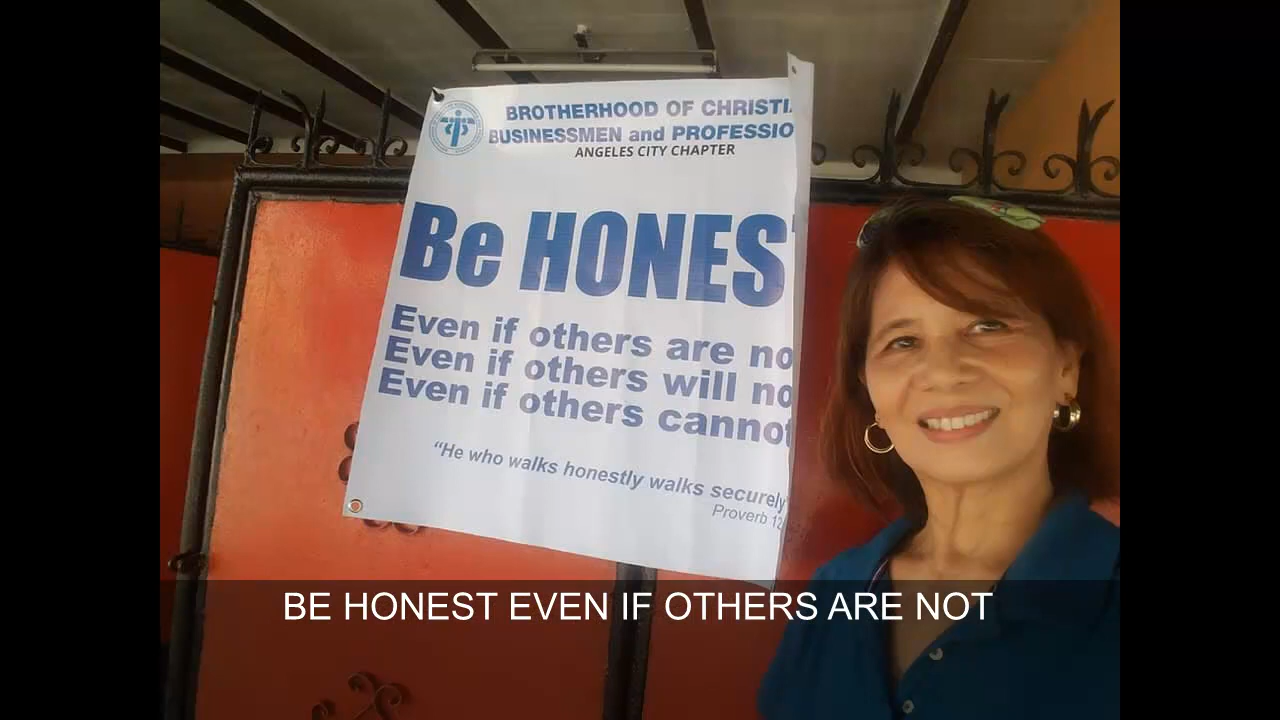 BROTHERHOOD OF CHRISTI
BUSINESSMEN and PROFESSIO
ANGELES CITY CHAPTER
Be HONEST
Even if others are no
Even if others will no
Even if others cannot
“He who walks honestly walks securely”
Proverb 12
BE HONEST EVEN IF OTHERS ARE NOT